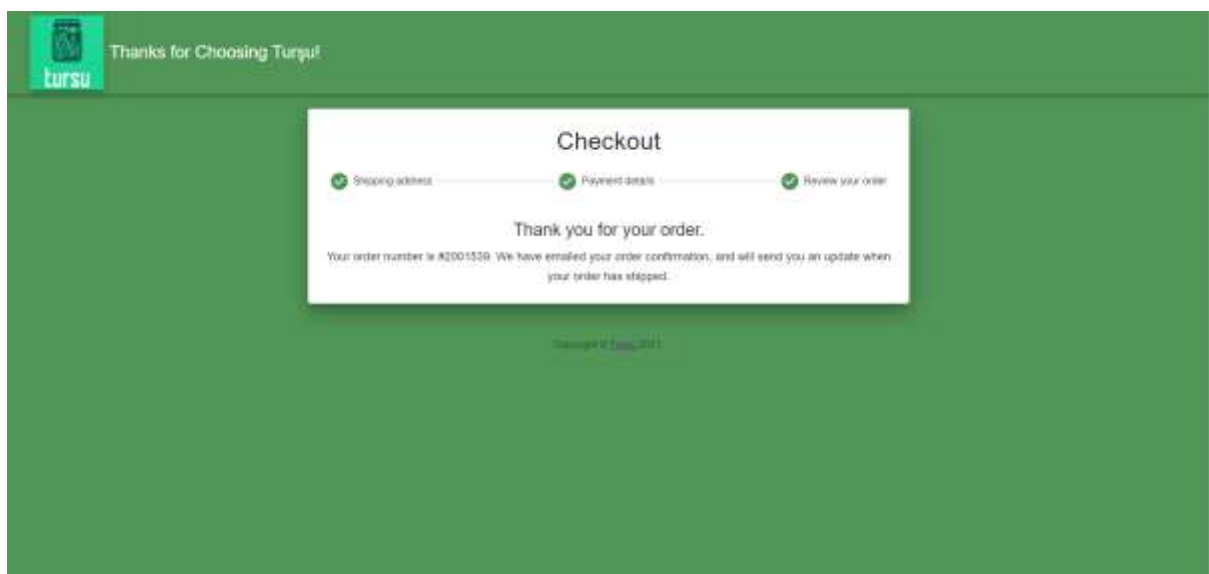 tursu
Thanks for Choosing Turşu!
Checkout
Shipping address
Payment details
Review your order
Thank you for your order.
Your order number is #2001539. We have emailed your order confirmation, and will send you an update when
your order has shipped.
Copyright ©